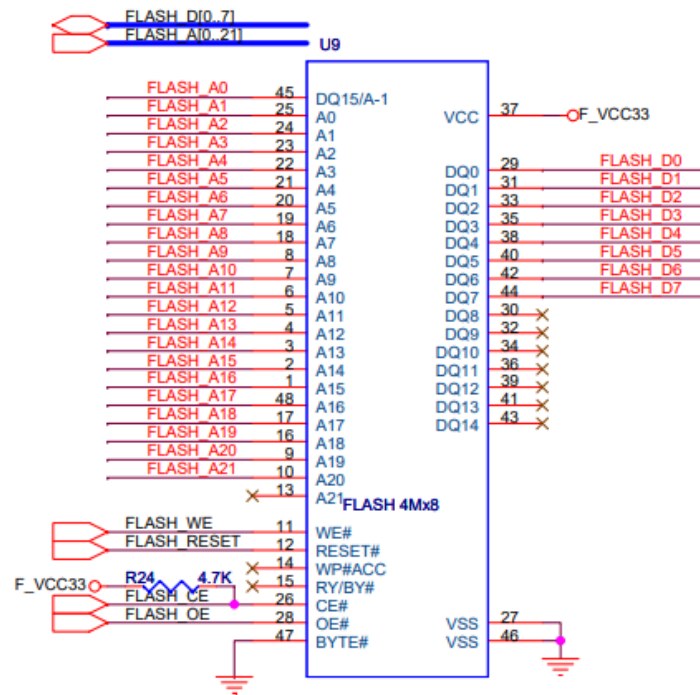 FLASH_D[0..7]
FLASH_A[0..21]
U9
FLASH_A0 45 DQ15/A-1
FLASH_A1 25 A0
FLASH_A2 24 A1
FLASH_A3 23 A2
FLASH_A4 22 A3
FLASH_A5 21 A4
FLASH_A6 20 A5
FLASH_A7 19 A6
FLASH_A8 18 A7
FLASH_A9 8 A8
FLASH_A10 7 A9
FLASH_A11 6 A10
FLASH_A12 5 A11
FLASH_A13 4 A12
FLASH_A14 3 A13
FLASH_A15 2 A14
FLASH_A16 1 A15
FLASH_A17 48 A16
FLASH_A18 17 A17
FLASH_A19 16 A18
FLASH_A20 9 A19
FLASH_A21 10 A20
13 A21
FLASH 4Mx8
FLASH_WE 11 WE#
FLASH_RESET 12 RESET#
14 WP#ACC
F_VCC33 R24 4.7K 15 RY/BY#
FLASH_CE 26 CE#
FLASH_OE 28 OE#
47 BYTE#
VCC 37 F_VCC33
DQ0 29 FLASH_D0
DQ1 31 FLASH_D1
DQ2 33 FLASH_D2
DQ3 35 FLASH_D3
DQ4 38 FLASH_D4
DQ5 40 FLASH_D5
DQ6 42 FLASH_D6
DQ7 44 FLASH_D7
DQ8 30
DQ9 32
DQ10 34
DQ11 36
DQ12 39
DQ13 41
DQ14 43
VSS 27
VSS 46